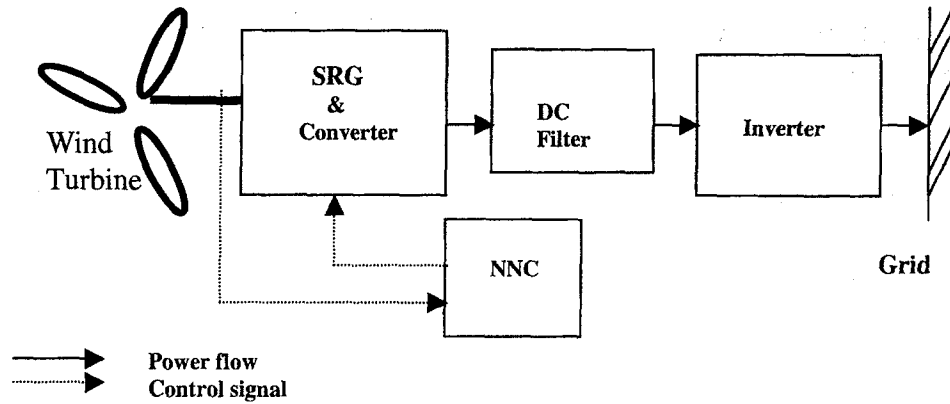 SRG
&
Converter
DC
Filter
Inverter
Wind
Turbine
NNC
Grid
Power flow
Control signal